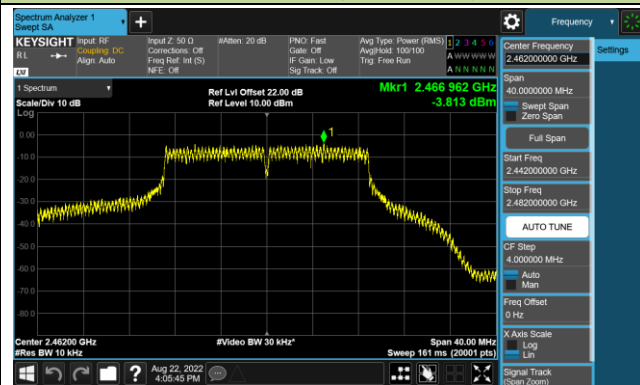 Spectrum Analyzer 1
Swept SA
Frequency
KEYSIGHT
Input: RF
Coupling: DC
Align: Auto
Input Z: 50 Ω
Corrections: Off
Freq Ref: Int (S)
NFE: Off
#Atten: 20 dB
PNO: Fast
Gate: Off
IF Gain: Low
Sig Track: Off
Avg Type: Power (RMS)
Avg|Hold: 100/100
Trig: Free Run
1 2 3 4 5 6
A W W W W W
A N N N N N
RL
LXI
1 Spectrum
Scale/Div 10 dB
Log
Ref Lvl Offset 22.00 dB
Ref Level 10.00 dBm
Mkr1 2.466 962 GHz
-3.813 dBm
1
0.00
-10.0
-20.0
-30.0
-40.0
-50.0
-60.0
-70.0
-80.0
Center 2.46200 GHz
#Res BW 10 kHz
#Video BW 30 kHz*
Span 40.00 MHz
Sweep 161 ms (20001 pts)
Aug 22, 2022
4:05:45 PM
Center Frequency
2.462000000 GHz
Settings
Span
40.0000000 MHz
Swept Span
Zero Span
Full Span
Start Freq
2.442000000 GHz
Stop Freq
2.482000000 GHz
AUTO TUNE
CF Step
4.000000 MHz
Auto
Man
Freq Offset
0 Hz
X Axis Scale
Log
Lin
Signal Track
(Span Zoom)